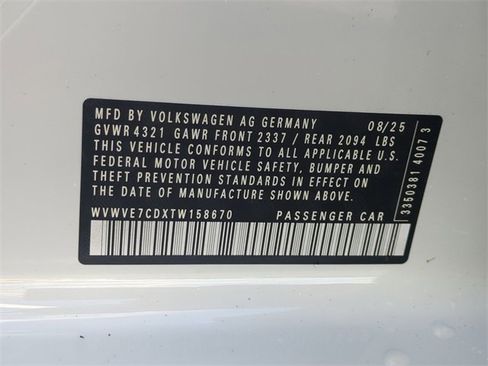 MFD BY VOLKSWAGEN AG GERMANY 08/25
GVWR 4321 GAWR FRONT 2337 / REAR 2094 LBS
THIS VEHICLE CONFORMS TO ALL APPLICABLE U.S.
FEDERAL MOTOR VEHICLE SAFETY, BUMPER AND
THEFT PREVENTION STANDARDS IN EFFECT ON
THE DATE OF MANUFACTURE SHOWN ABOVE
WVWVE7CDXTW158670 PASSENGER CAR
3350381 40073